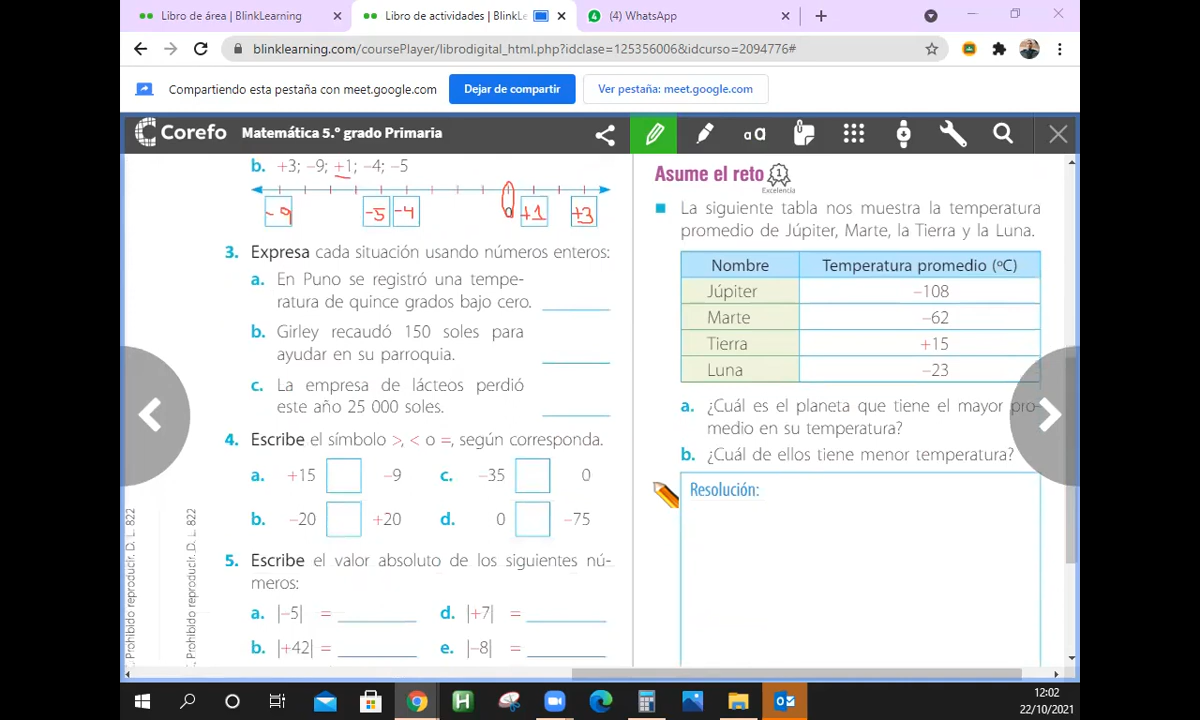 Libro de área | BlinkLearning
Libro de actividades | BlinkLe
(4) WhatsApp
blinklearning.com/coursePlayer/librodigital_html.php?idclase=125356006&idcurso=2094776#
Compartiendo esta pestaña con meet.google.com
Dejar de compartir
Ver pestaña: meet.google.com
Corefo
Matemática 5.º grado Primaria
a A
b. +3; –9; +1; –4; –5
-9 -5 -4 0 +1 +3
3. Expresa cada situación usando números enteros:
a. En Puno se registró una tempe-
ratura de quince grados bajo cero.
b. Girley recaudó 150 soles para
ayudar en su parroquia.
c. La empresa de lácteos perdió
este año 25 000 soles.
4. Escribe el símbolo >, < o =, según corresponda.
a. +15 –9 c. –35 0
b. –20 +20 d. 0 –75
5. Escribe el valor absoluto de los siguientes nú-
meros:
a. |–5| = d. |+7| =
b. |+42| = e. |–8| =
Prohibido reproducir. D. L. 822
. Prohibido reproducir. D. L. 822
Asume el reto 1
Excelencia
La siguiente tabla nos muestra la temperatura
promedio de Júpiter, Marte, la Tierra y la Luna.
Nombre Temperatura promedio (ºC)
Júpiter –108
Marte –62
Tierra +15
Luna –23
a. ¿Cuál es el planeta que tiene el mayor pro-
medio en su temperatura?
b. ¿Cuál de ellos tiene menor temperatura?
Resolución:
12:02
22/10/2021